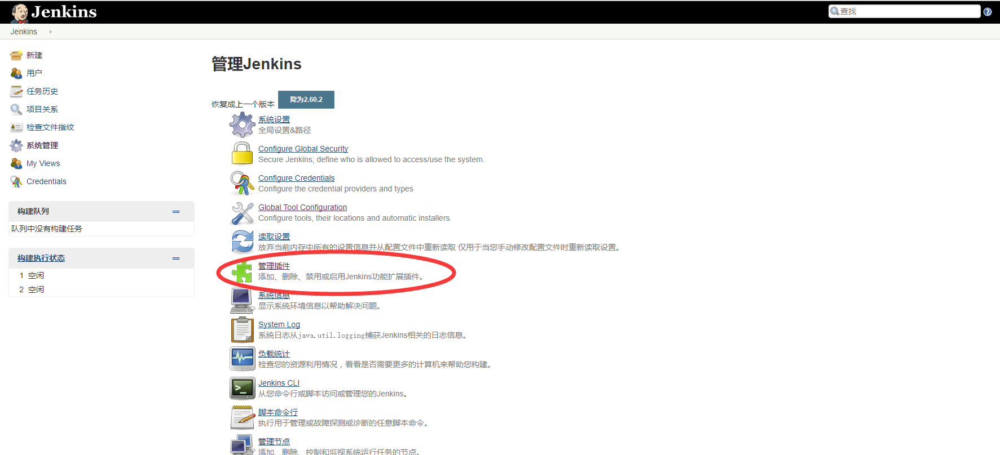 Jenkins
查找
Jenkins
新建
用户
任务历史
项目关系
检查文件指纹
系统管理
My Views
Credentials
构建队列
队列中没有构建任务
构建执行状态
1 空闲
2 空闲
管理Jenkins
恢复成上一个版本 降为2.60.2
系统设置
全局设置&路径
Configure Global Security
Secure Jenkins; define who is allowed to access/use the system.
Configure Credentials
Configure the credential providers and types
Global Tool Configuration
Configure tools, their locations and automatic installers.
读取设置
放弃当前内存中所有的设置信息并从配置文件中重新读取 仅用于当您手动修改配置文件时重新读取设置。
管理插件
添加、删除、禁用或启用Jenkins功能扩展插件。
系统信息
显示系统环境信息以帮助解决问题。
System Log
系统日志从java.util.logging捕获Jenkins相关的日志信息。
负载统计
检查您的资源利用情况，看看是否需要更多的计算机来帮助您构建。
Jenkins CLI
从您命令行或脚本访问或管理您的Jenkins。
脚本命令行
执行用于管理或故障探测或诊断的任意脚本命令。
管理节点
添加、删除、控制和监视系统运行任务的节点。